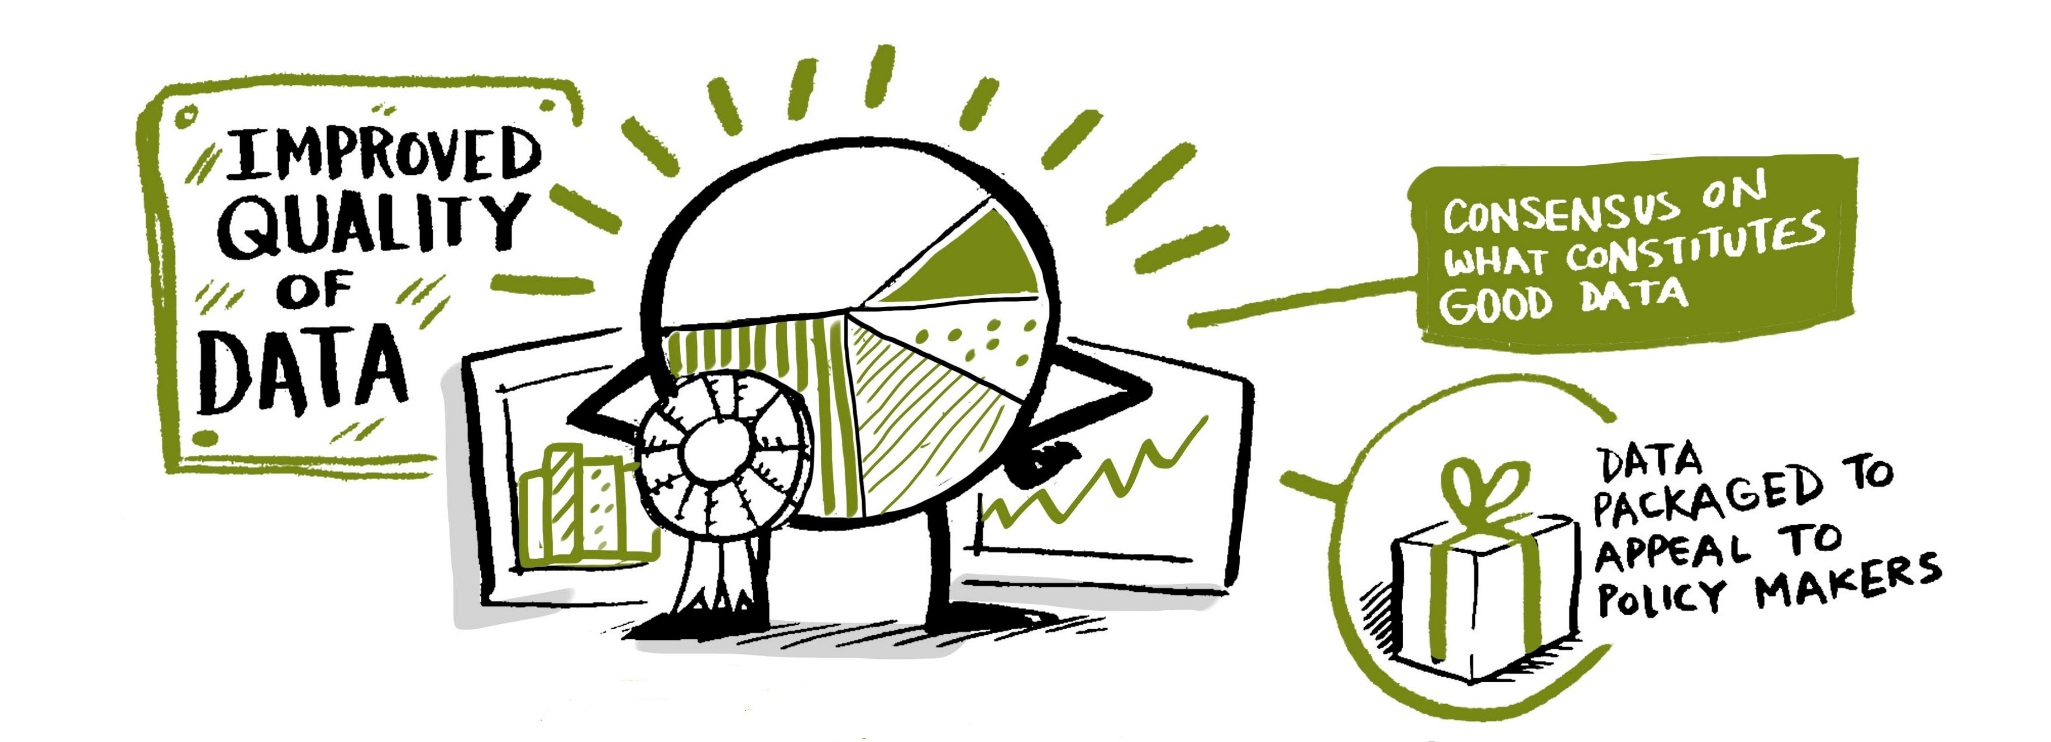 IMPROVED
QUALITY
OF
DATA
CONSENSUS ON
WHAT CONSTITUTES
GOOD DATA
DATA
PACKAGED TO
APPEAL TO
POLICY MAKERS